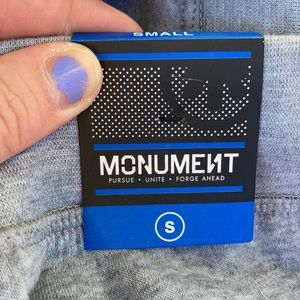 SMALL
MONUMENT
PURSUE • UNITE • FORGE AHEAD
S